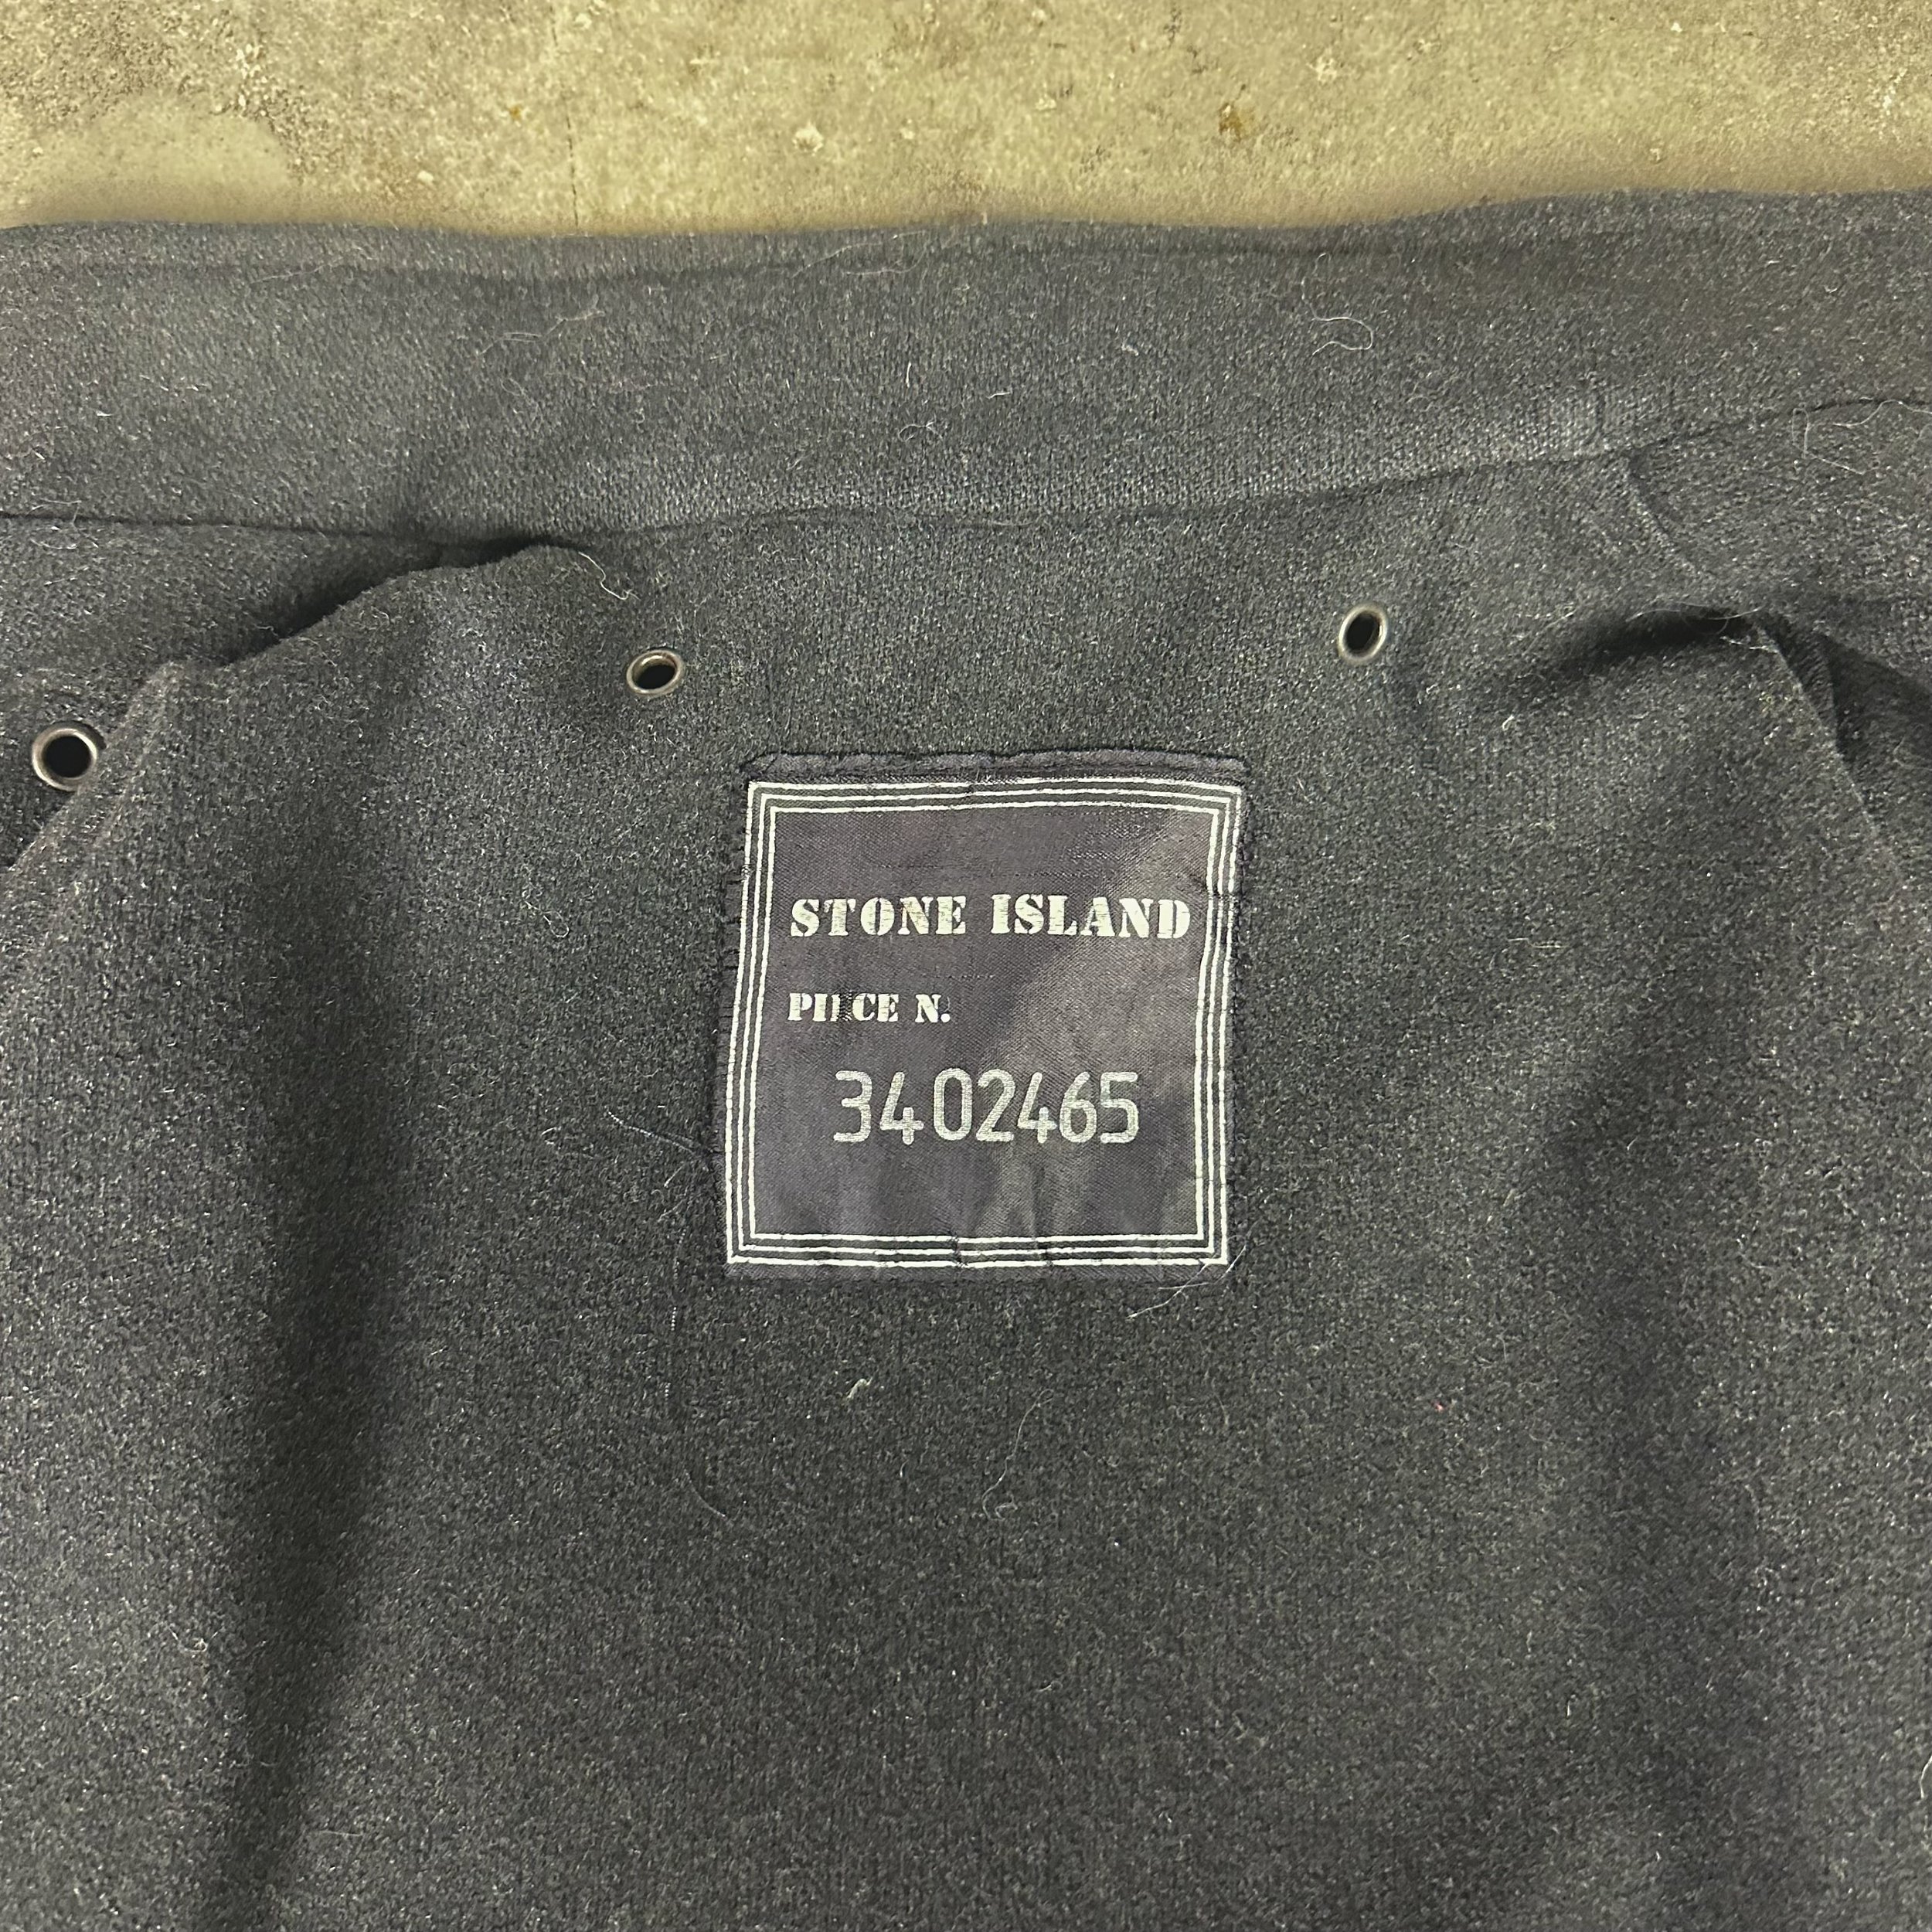 STONE ISLAND
PIECE N.
3402465